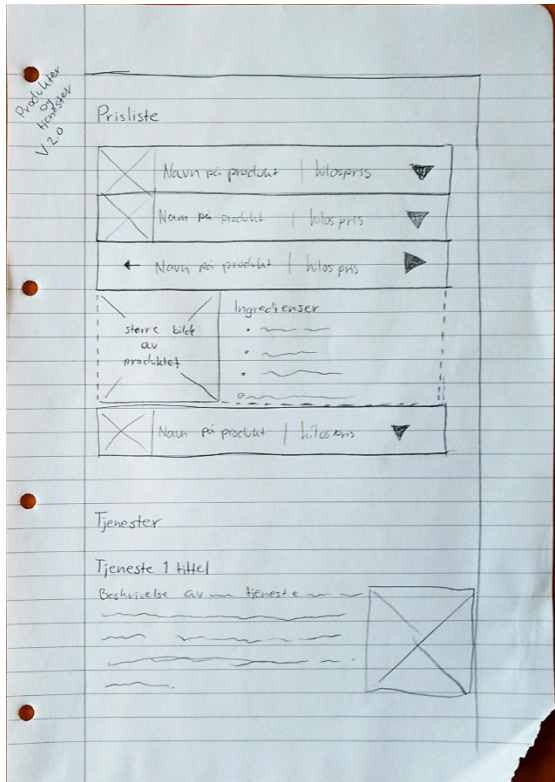 Produkter
og
tjenester
V 2.0
Prisliste
Navn på produkt | kilospris
Navn på produkt | kilospris
Navn på produkt | kilospris
større bilde
av
produktet
Ingredienser
Navn på produkt | kilospris
Tjenester
Tjeneste 1 tittel
Beskrivelse av tjeneste